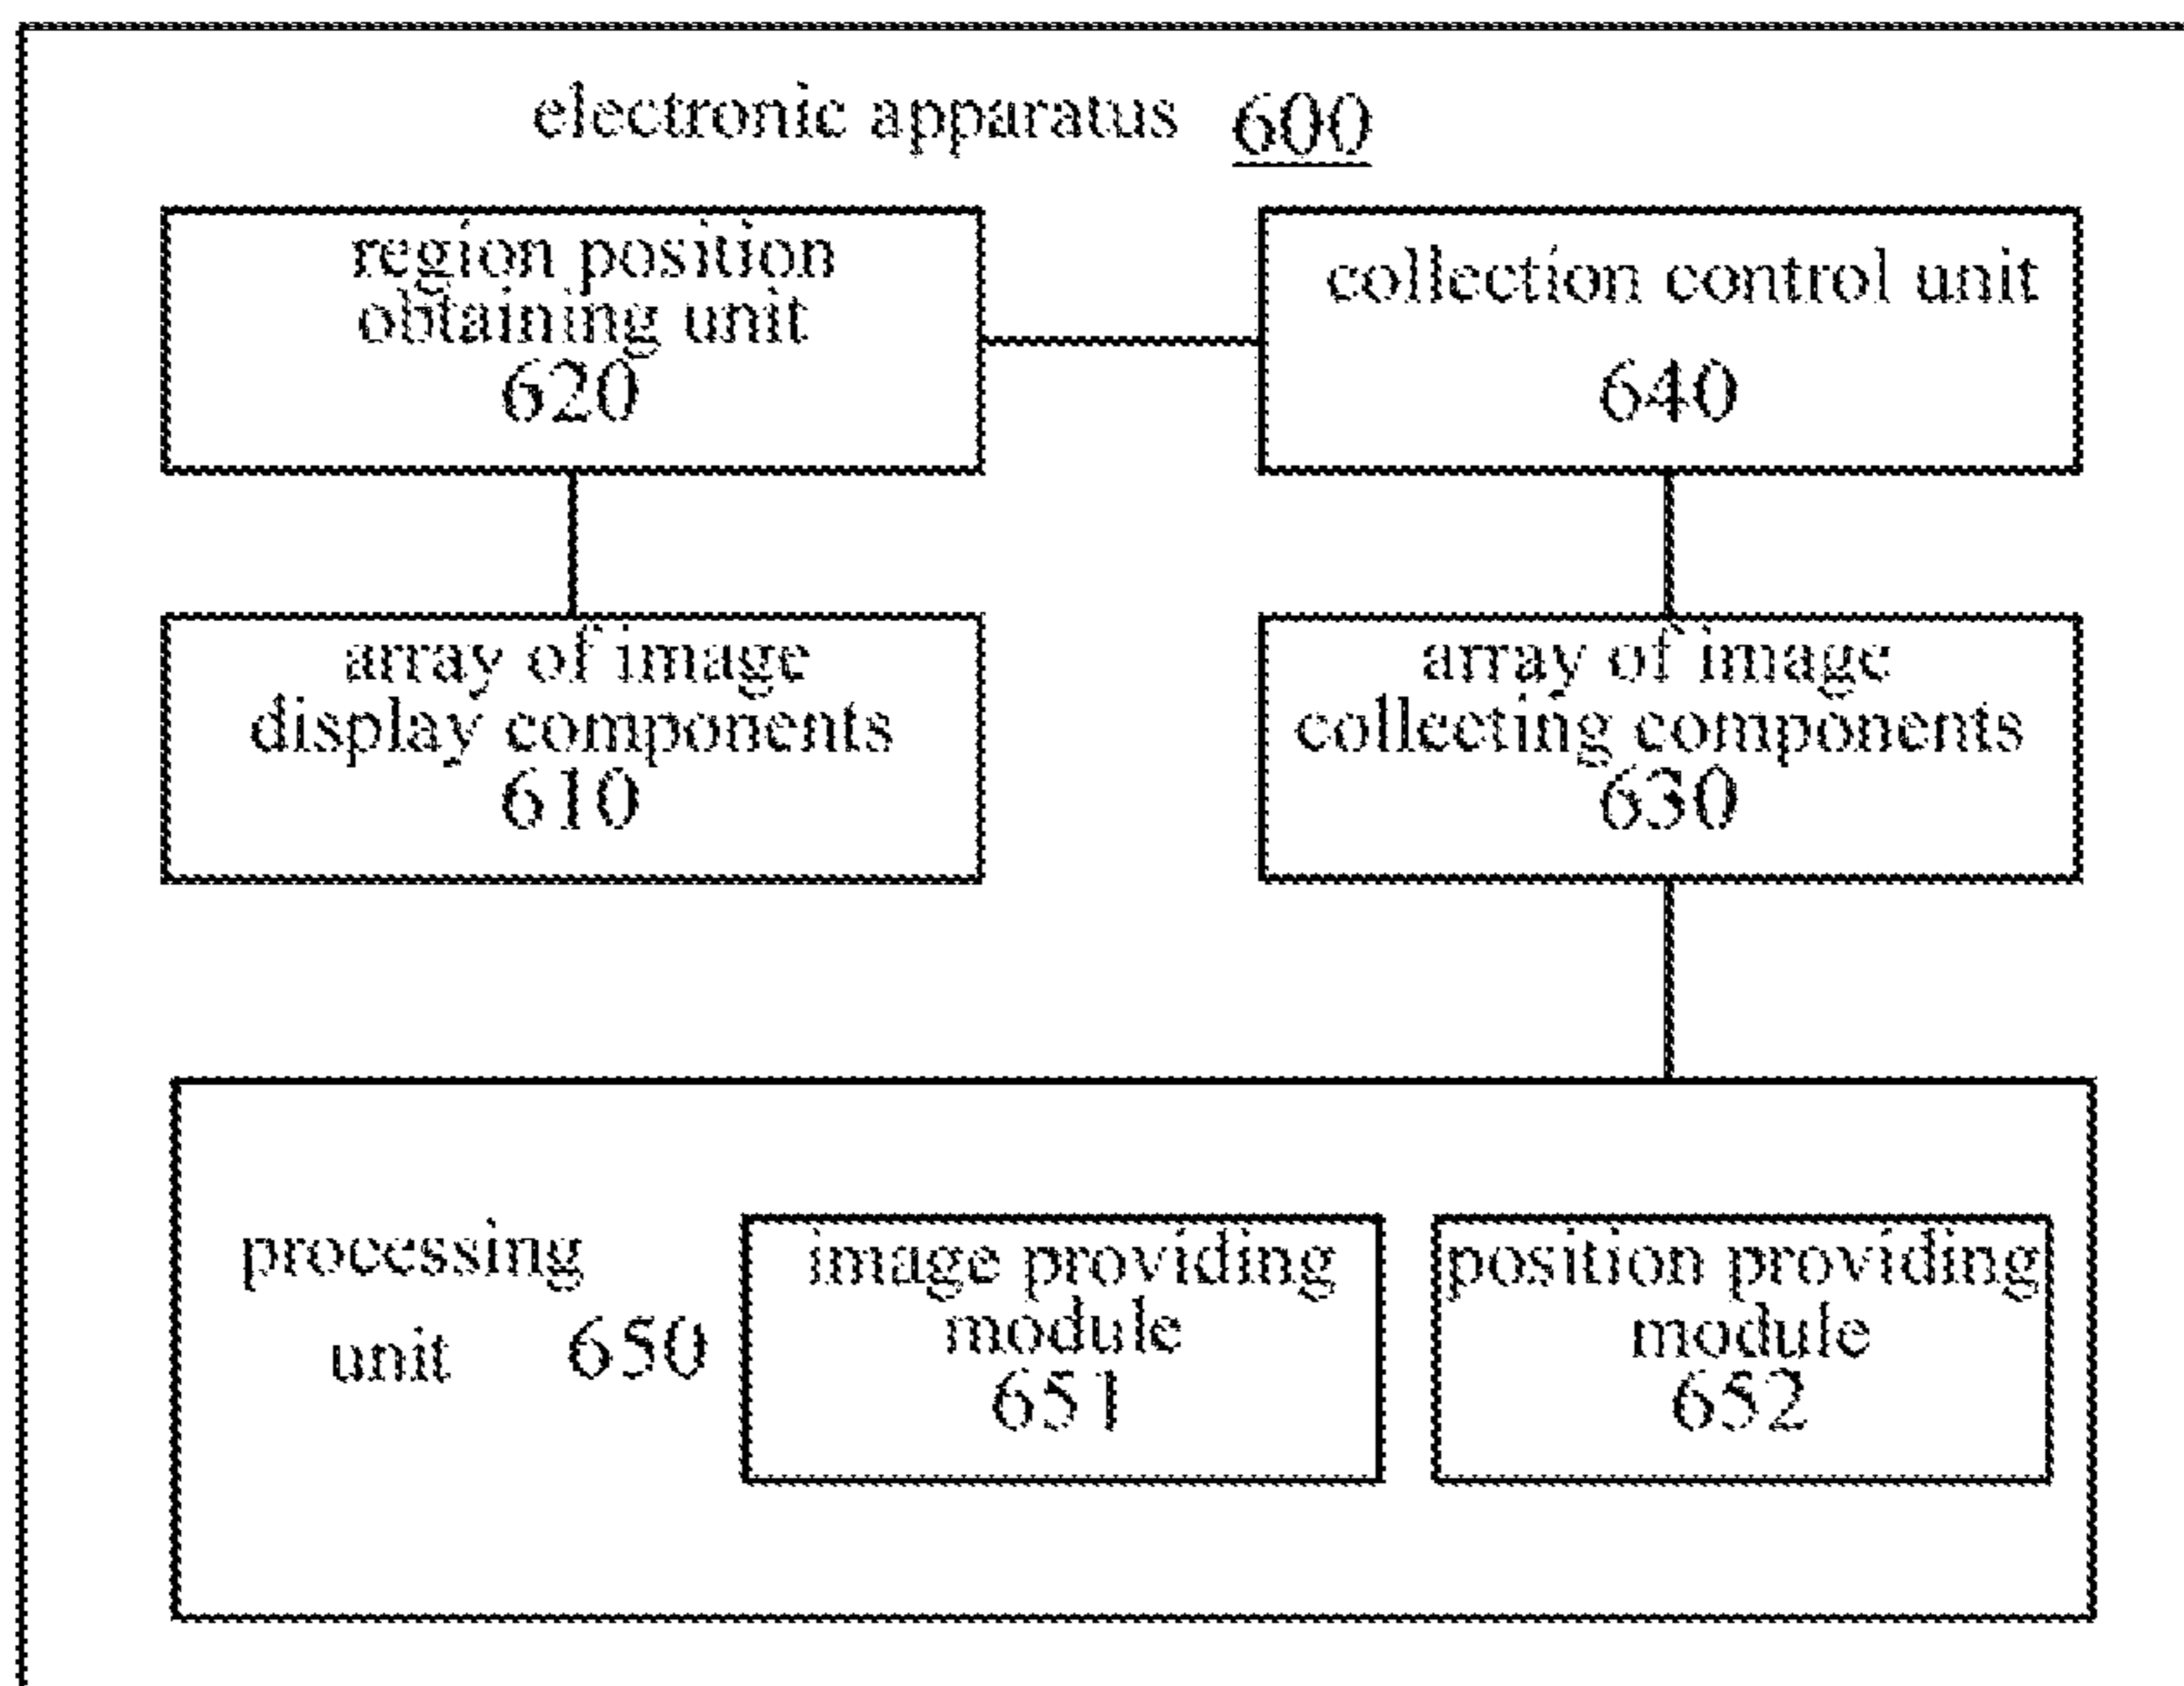 electronic apparatus 600
region position
obtaining unit
620
collection control unit
640
array of image
display components
610
array of image
collecting components
630
processing
unit 650
image providing
module
651
position providing
module
652